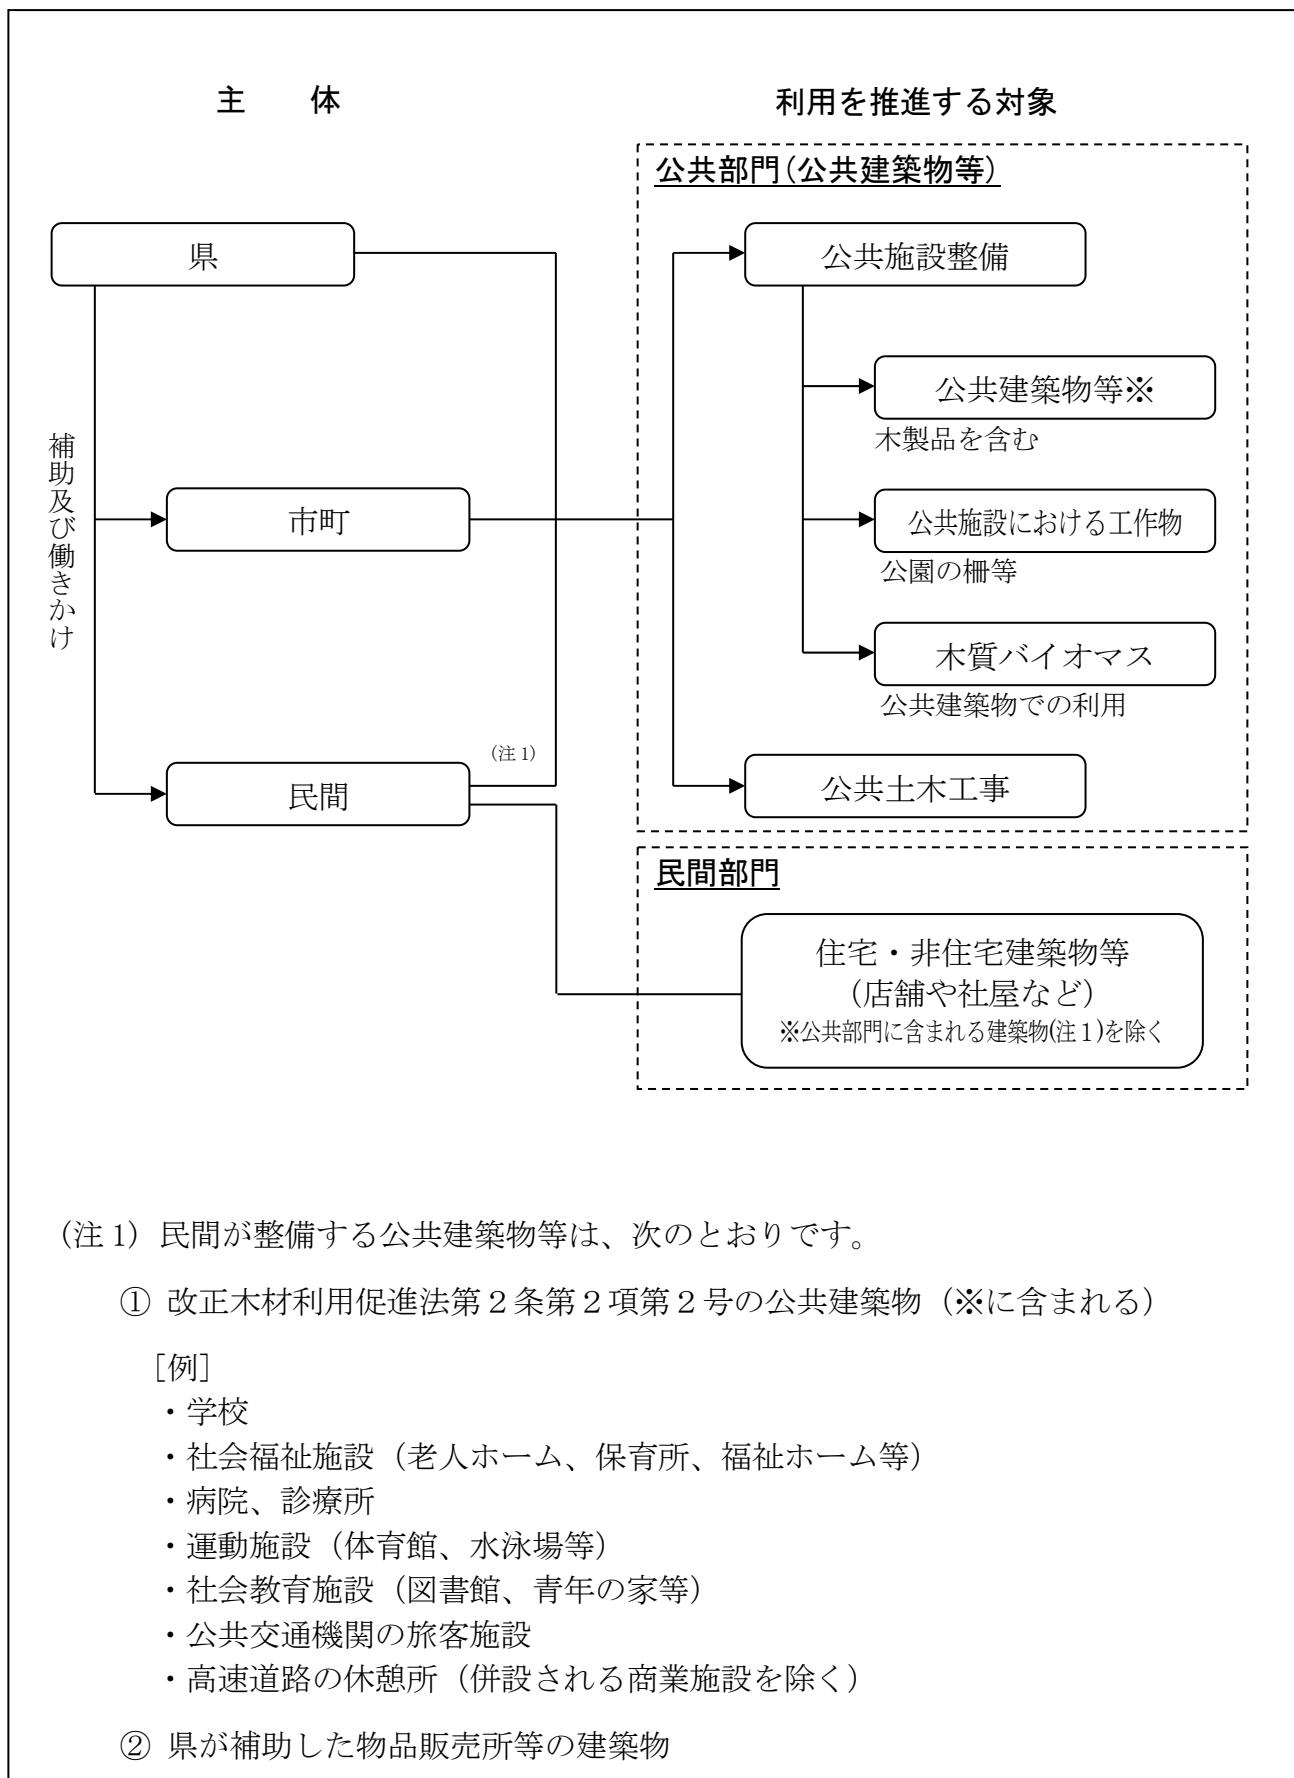 主　　体
利用を推進する対象
公共部門(公共建築物等)
県
公共施設整備
公共建築物等※
木製品を含む
補助及び働きかけ
市町
公共施設における工作物
公園の柵等
木質バイオマス
公共建築物での利用
(注1)
民間
公共土木工事
民間部門
住宅・非住宅建築物等
（店舗や社屋など）
※公共部門に含まれる建築物(注１)を除く
（注1）民間が整備する公共建築物等は、次のとおりです。
① 改正木材利用促進法第２条第２項第２号の公共建築物（※に含まれる）
［例］
・学校
・社会福祉施設（老人ホーム、保育所、福祉ホーム等）
・病院、診療所
・運動施設（体育館、水泳場等）
・社会教育施設（図書館、青年の家等）
・公共交通機関の旅客施設
・高速道路の休憩所（併設される商業施設を除く）
② 県が補助した物品販売所等の建築物